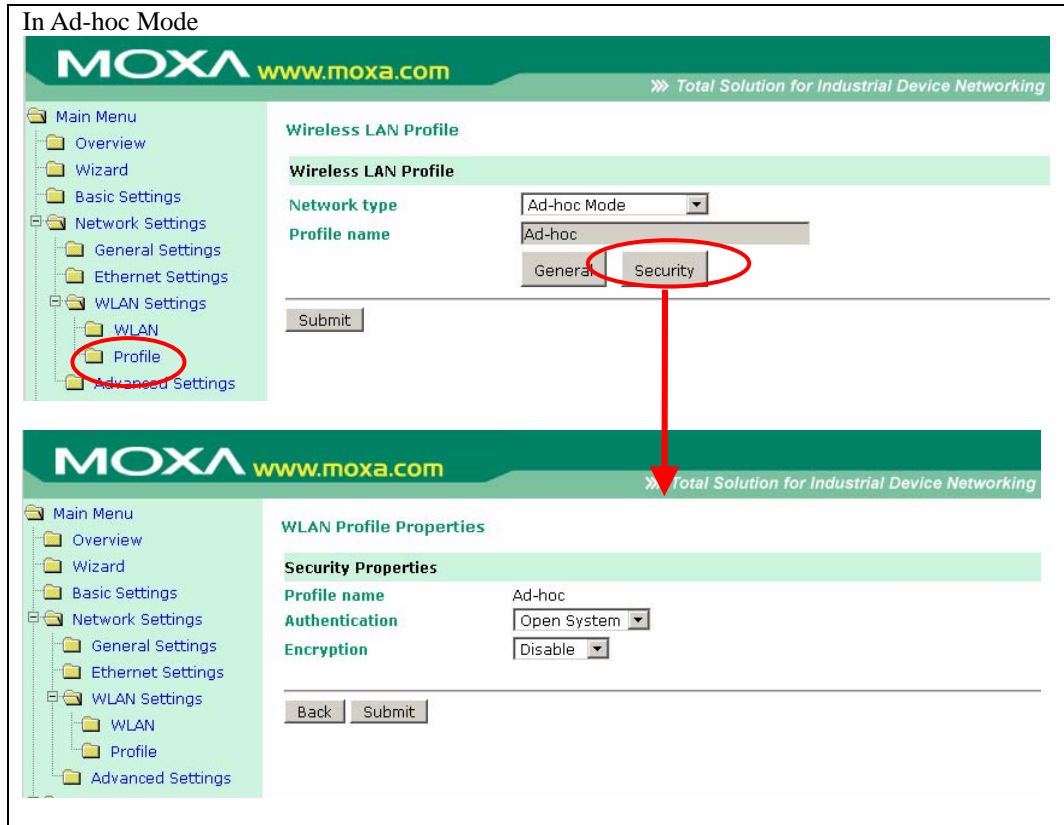 In Ad-hoc Mode
MOXA www.moxa.com
Total Solution for Industrial Device Networking
Main Menu
Overview
Wizard
Basic Settings
Network Settings
General Settings
Ethernet Settings
WLAN Settings
WLAN
Profile
Advanced Settings
Wireless LAN Profile
Wireless LAN Profile
Network type Ad-hoc Mode
Profile name Ad-hoc
General Security
Submit
MOXA www.moxa.com
Total Solution for Industrial Device Networking
Main Menu
Overview
Wizard
Basic Settings
Network Settings
General Settings
Ethernet Settings
WLAN Settings
WLAN
Profile
Advanced Settings
WLAN Profile Properties
Security Properties
Profile name Ad-hoc
Authentication Open System
Encryption Disable
Back Submit